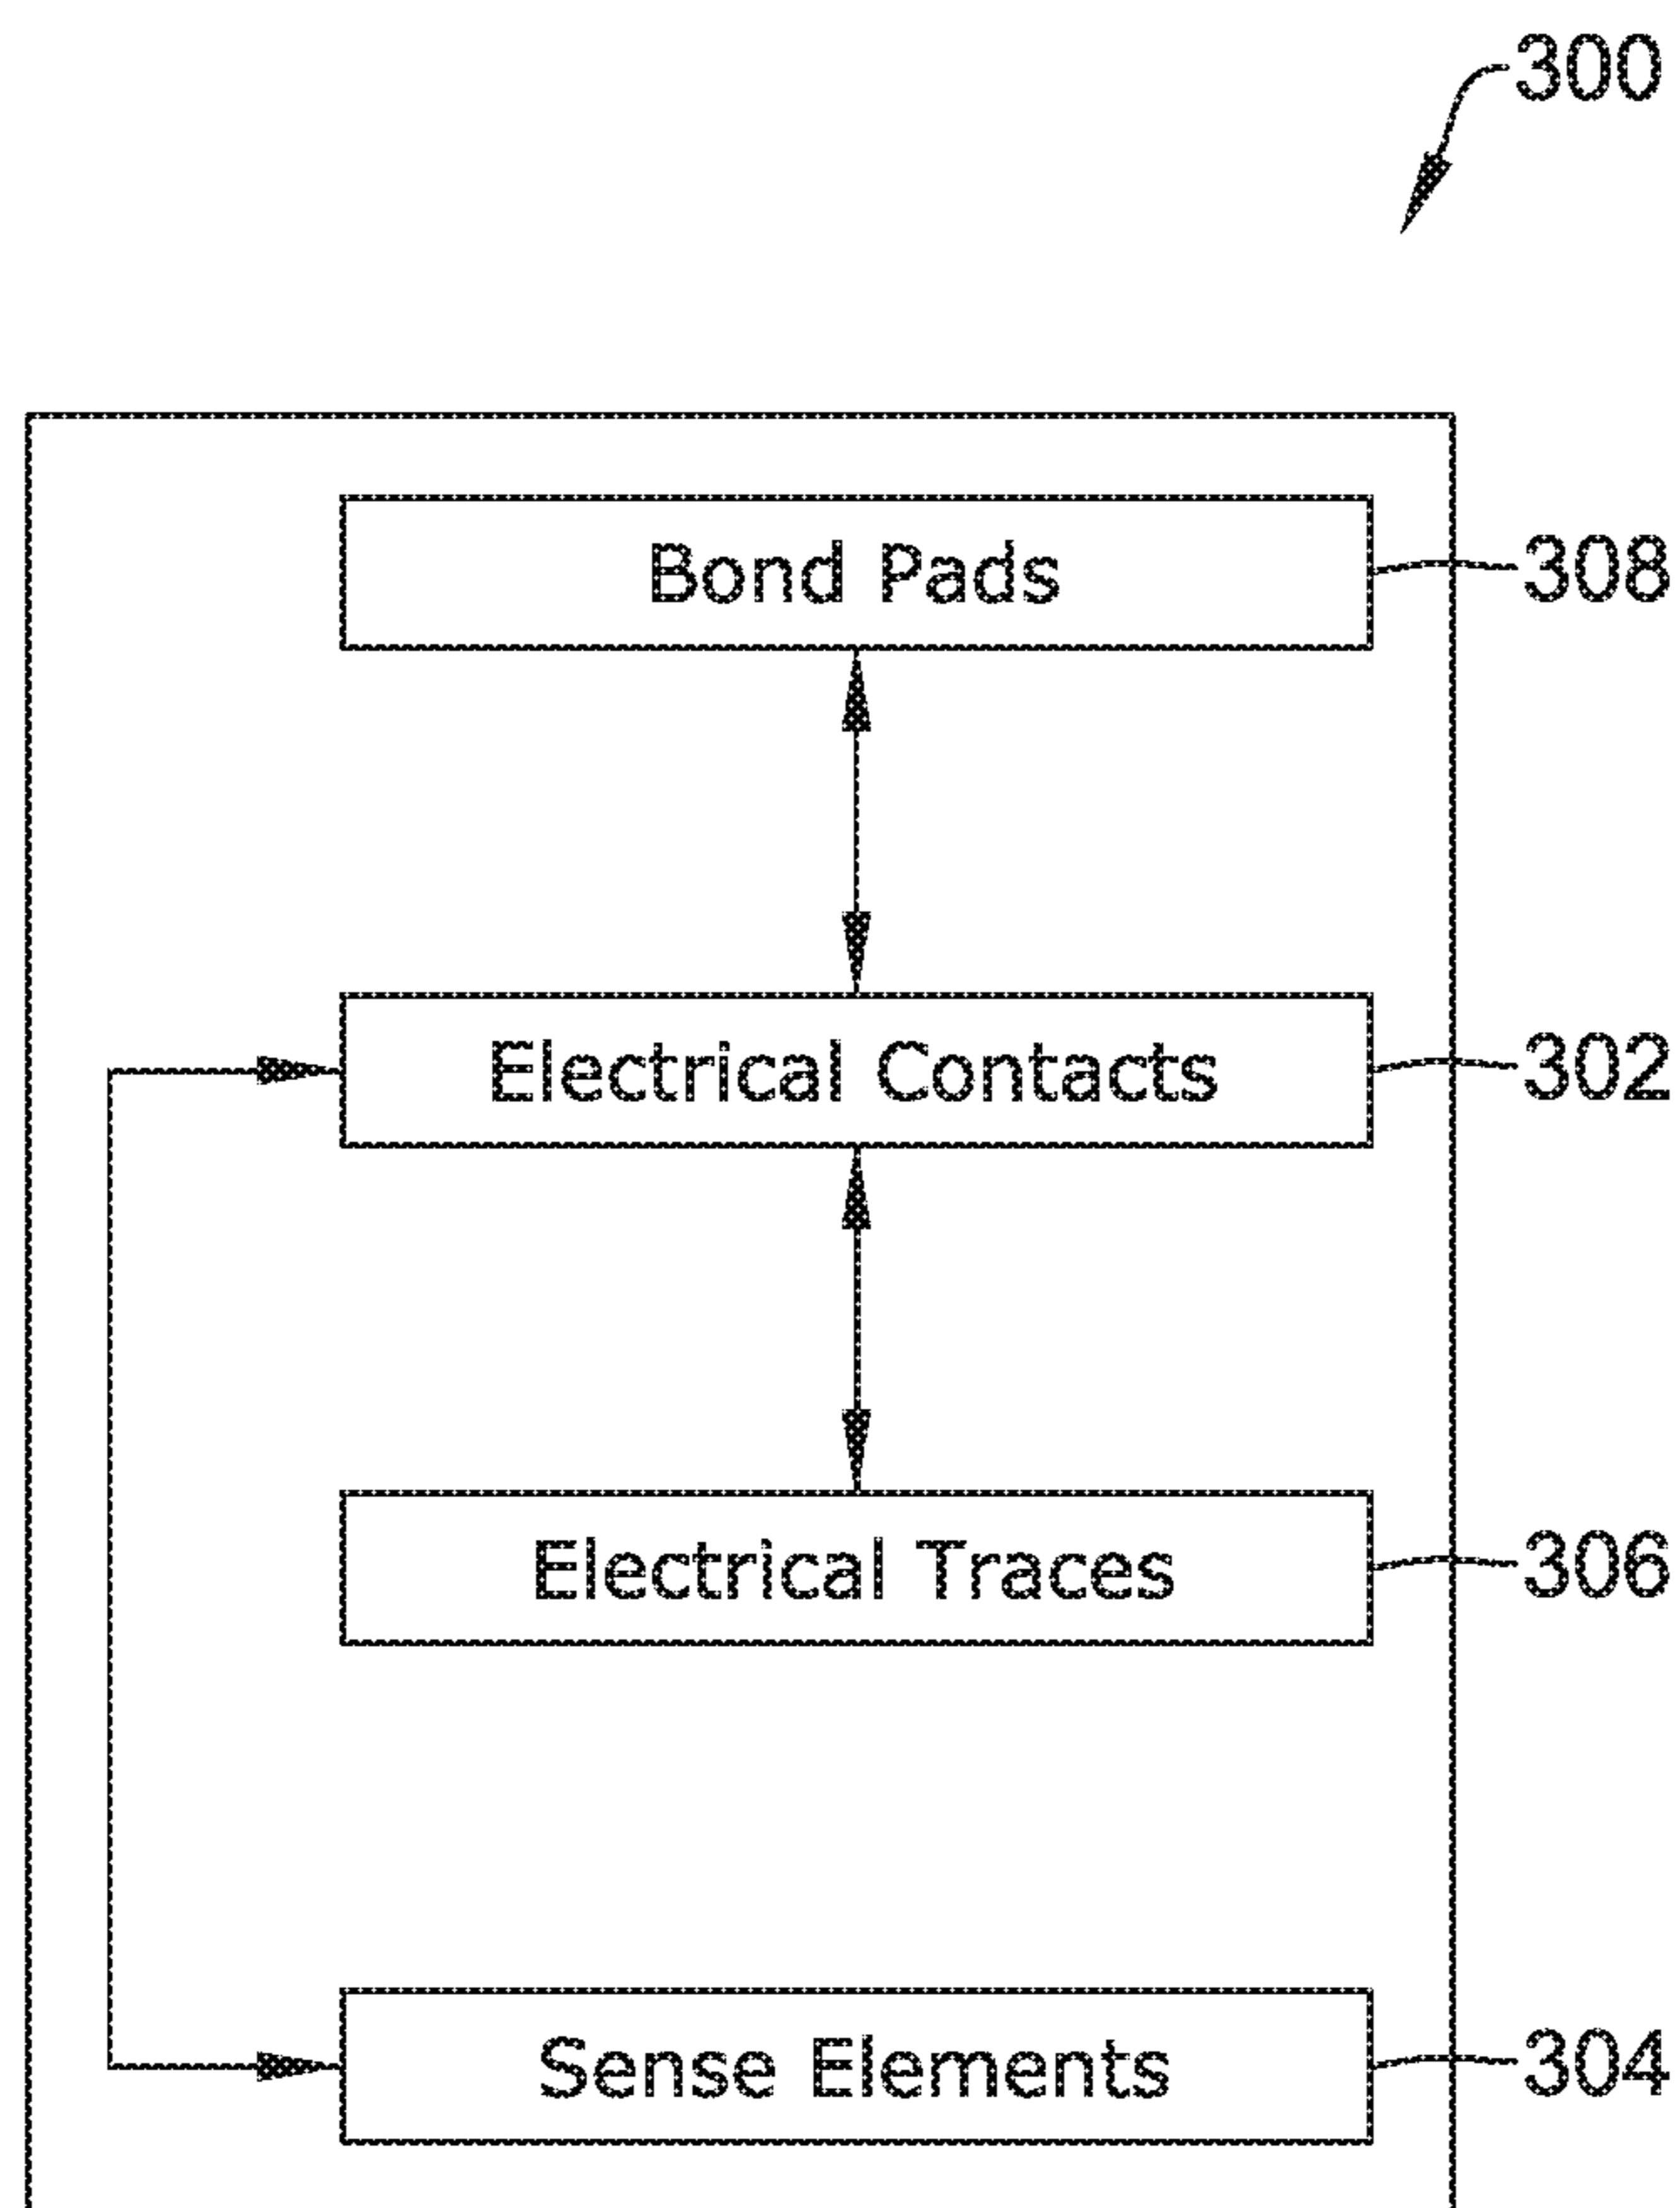 300
Bond Pads
308
Electrical Contacts
302
Electrical Traces
306
Sense Elements
304